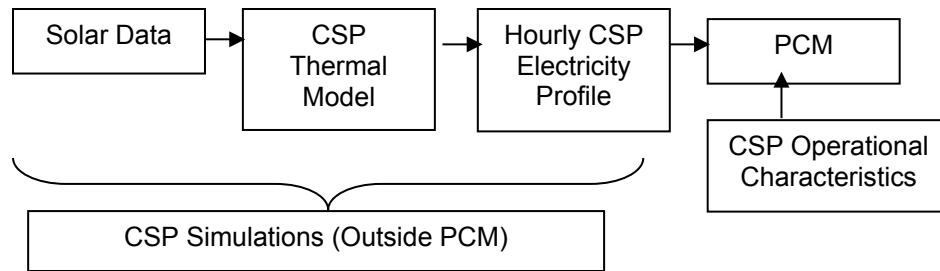 Solar Data
CSP
Thermal
Model
Hourly CSP
Electricity
Profile
PCM
CSP Operational
Characteristics
CSP Simulations (Outside PCM)